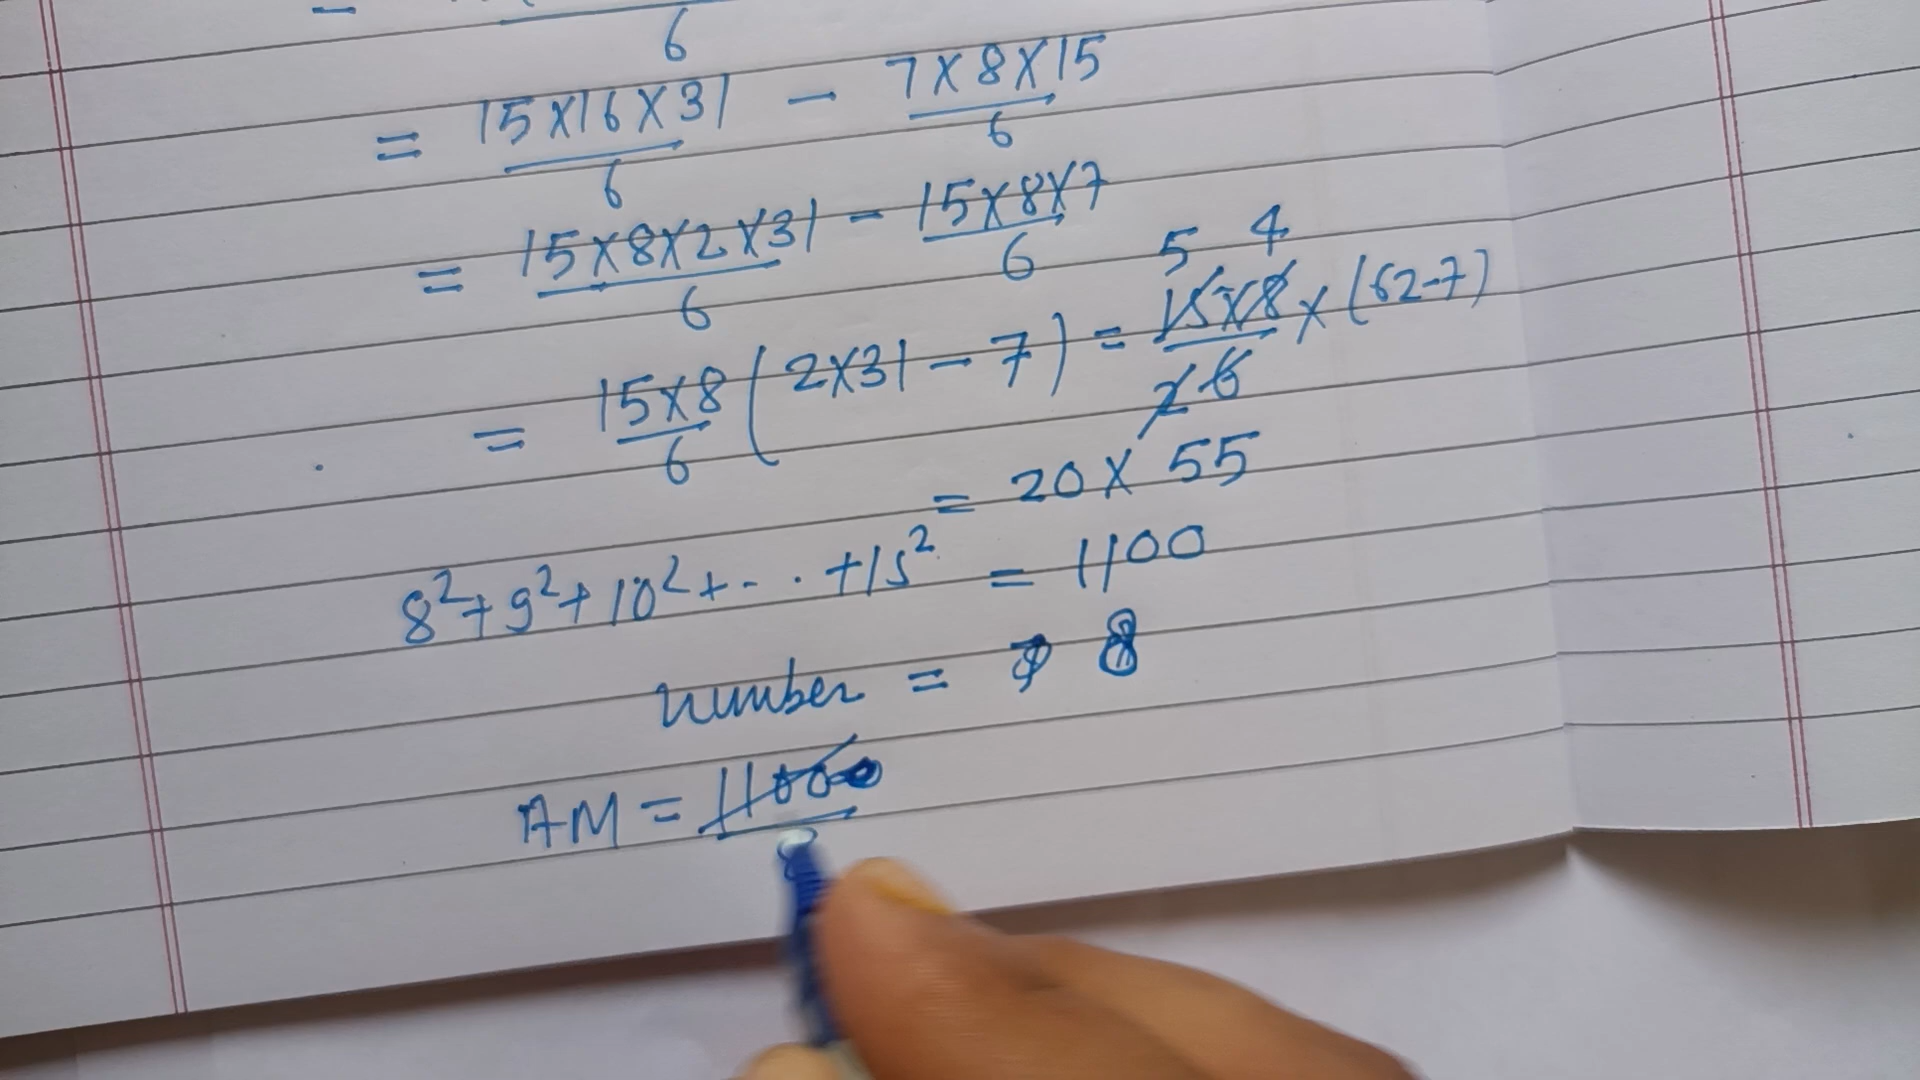 - 6
= 15×16×31/6 - 7×8×15/6
= 15×8×2×31/6 - 15×8×7/6
= 15×8/6 (2×31-7) = 5 4 15×8/2 6 × (62-7)
= 20 × 55
8²+9²+10²+-..+15² = 1100
number = 8
AM = 1100/8